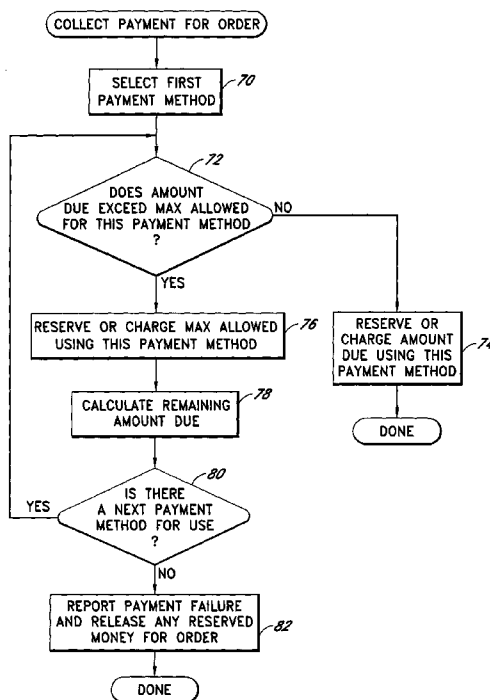 COLLECT PAYMENT FOR ORDER
SELECT FIRST
PAYMENT METHOD
70
72
DOES AMOUNT
DUE EXCEED MAX ALLOWED
FOR THIS PAYMENT METHOD
?
NO
YES
RESERVE OR CHARGE MAX ALLOWED
USING THIS PAYMENT METHOD
76
RESERVE OR
CHARGE AMOUNT
DUE USING THIS
PAYMENT METHOD
74
DONE
78
CALCULATE REMAINING
AMOUNT DUE
80
IS THERE
A NEXT PAYMENT
METHOD FOR USE
?
YES
NO
REPORT PAYMENT FAILURE
AND RELEASE ANY RESERVED
MONEY FOR ORDER
82
DONE